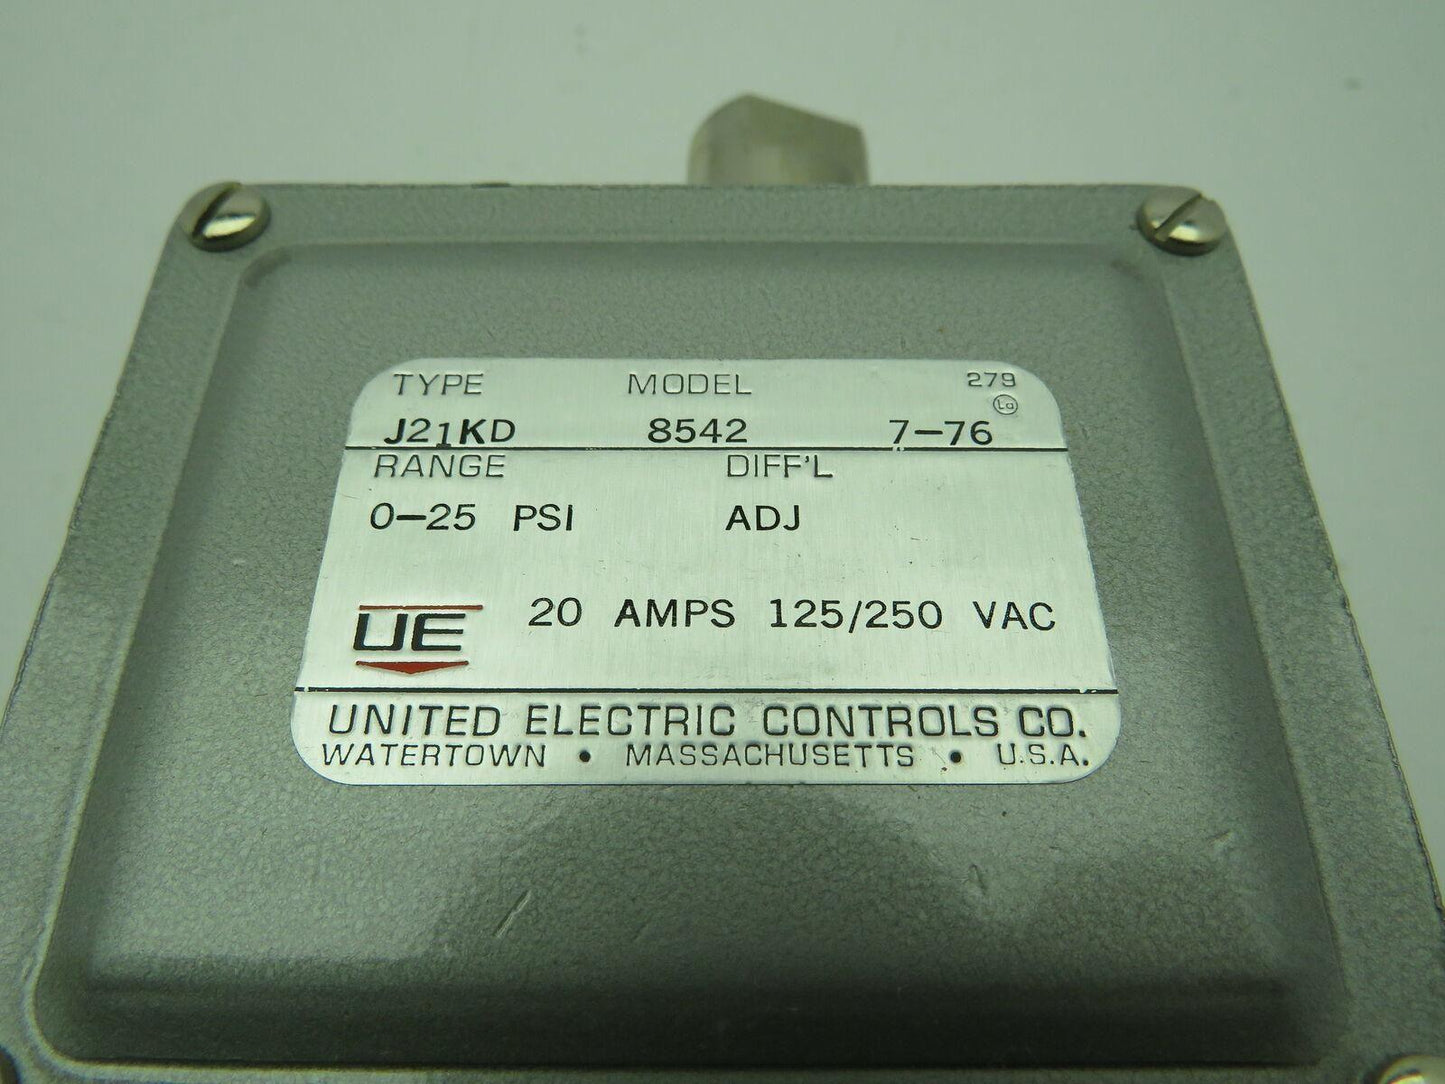 TYPE MODEL 279
Lo
J21KD 8542 7-76
RANGE DIFF'L
0-25 PSI ADJ
UE 20 AMPS 125/250 VAC
UNITED ELECTRIC CONTROLS CO.
WATERTOWN • MASSACHUSETTS • U.S.A.